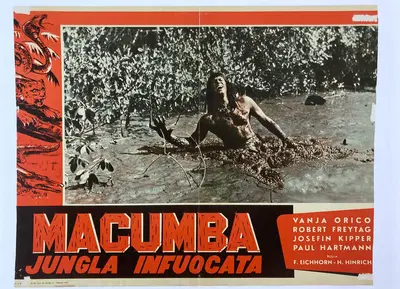 MACUMBA
JUNGLA INFUOCATA
VANJA ORICO
ROBERT FREYTAG
JOSEFIN KIPPER
PAUL HARTMANN
F. EICHHORN - H. HINRICH